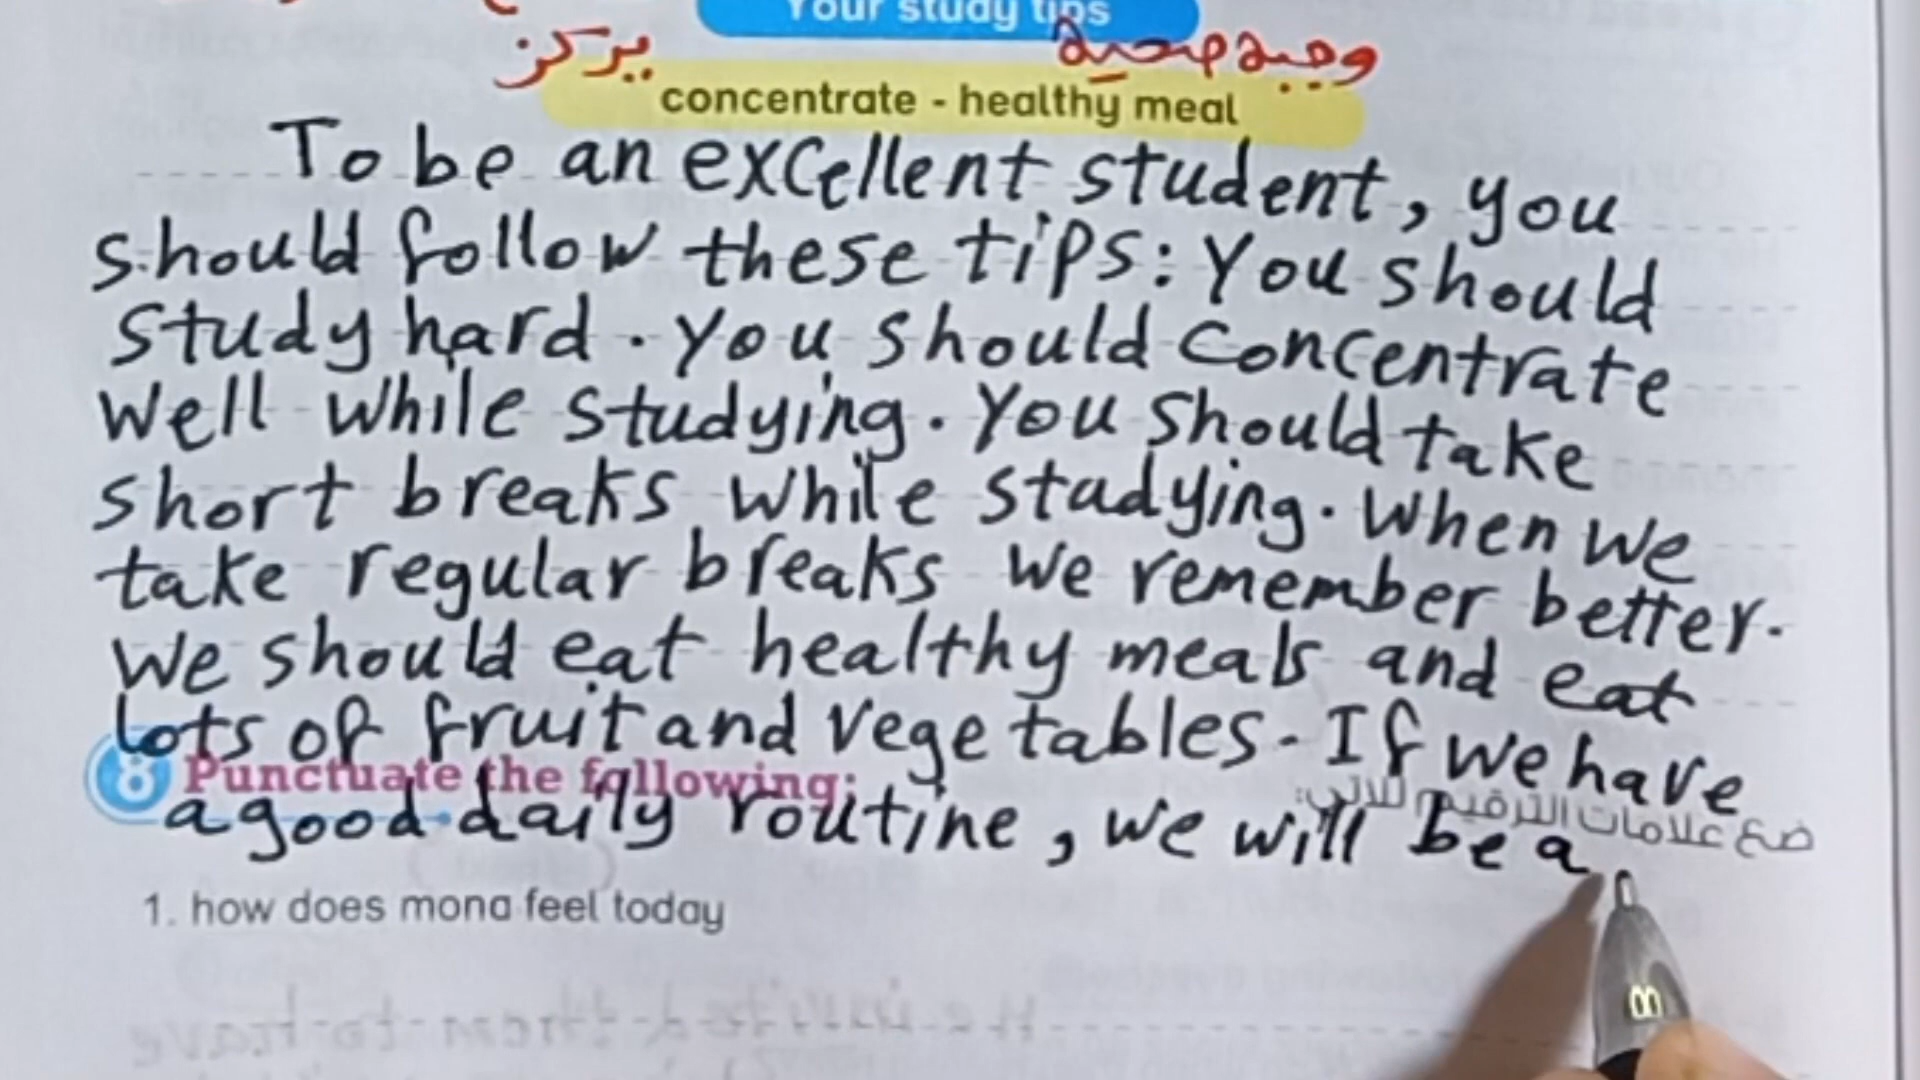 Your study tips
يركز وجبة صحية
concentrate - healthy meal
To be an excellent student, you
should follow these tips: You should
study hard. You should concentrate
well while studying. You should take
short breaks while studying. When we
take regular breaks we remember better.
We should eat healthy meals and eat
lots of fruit and vegetables. If we have
8 Punctuate the following:
ضع علامات الترقيم للآتي:
a good daily routine, we will be a
1. how does mona feel today